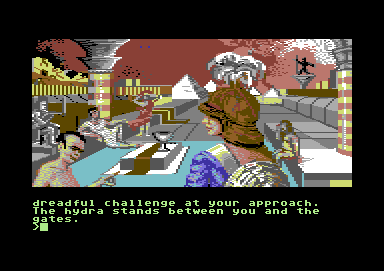 dreadful challenge at your approach.
The hydra stands between you and the
gates.
>